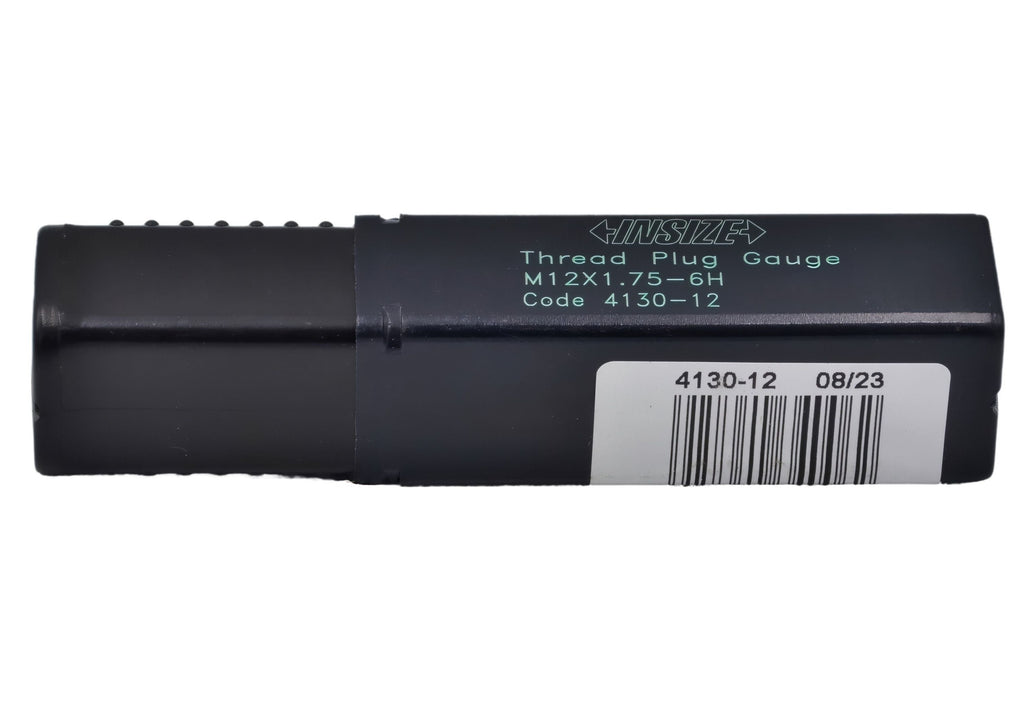 INSIZE
Thread Plug Gauge
M12X1.75-6H
Code 4130-12
4130-12 08/23